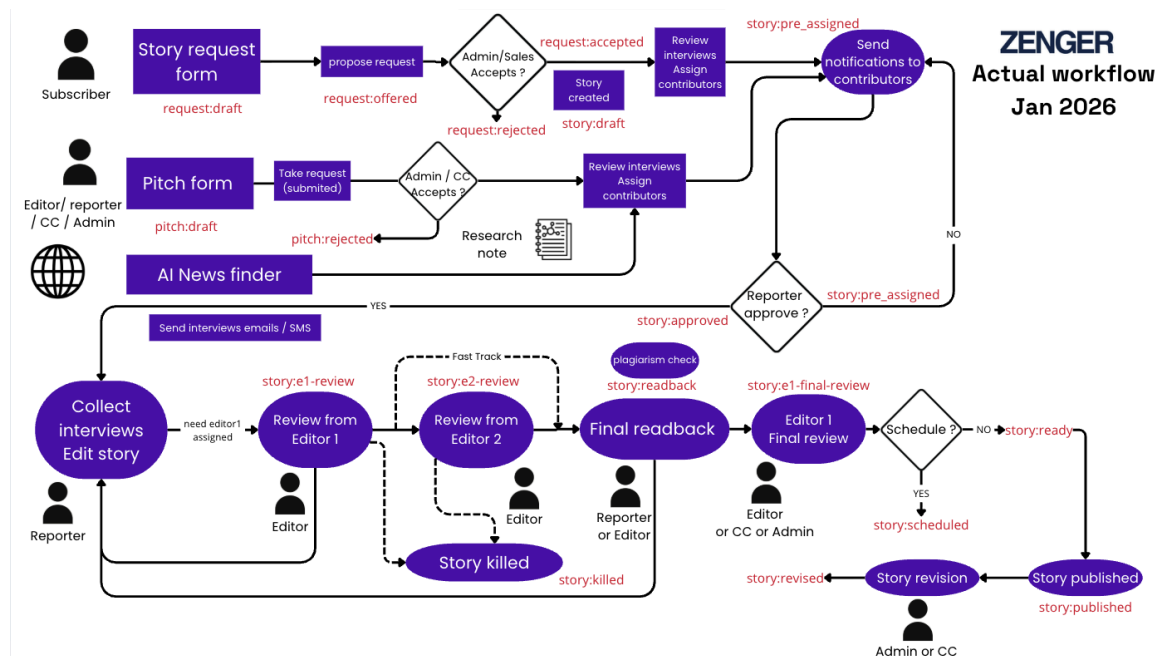 ZENGER
Actual workflow
Jan 2026
Subscriber
Story request
form
request:draft
propose request
request:offered
Admin/Sales
Accepts ?
request:accepted
request:rejected
Story
created
story:draft
Review
interviews
Assign
contributors
story:pre_assigned
Send
notifications to
contributors
Editor/ reporter
/ CC / Admin
Pitch form
pitch:draft
Take request
(submited)
Admin / CC
Accepts ?
pitch:rejected
Review interviews
Assign
contributors
Research
note
AI News finder
NO
Reporter
approve ?
story:pre_assigned
story:approved
YES
Send interviews emails / SMS
Collect
interviews
Edit story
Reporter
need editor1
assigned
story:e1-review
Review from
Editor 1
Editor
Fast Track
story:e2-review
Review from
Editor 2
Editor
Story killed
story:killed
plagiarism check
story:readback
Final readback
Reporter
or Editor
story:e1-final-review
Editor 1
Final review
Editor
or CC or Admin
Schedule ?
NO
story:ready
YES
story:scheduled
Story published
story:published
Story revision
story:revised
Admin or CC